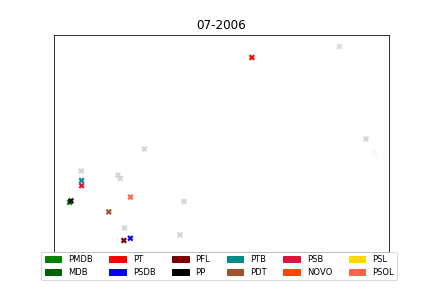 07-2006
PMDB PT PFL PTB PSB PSL
MDB PSDB PP PDT NOVO PSOL